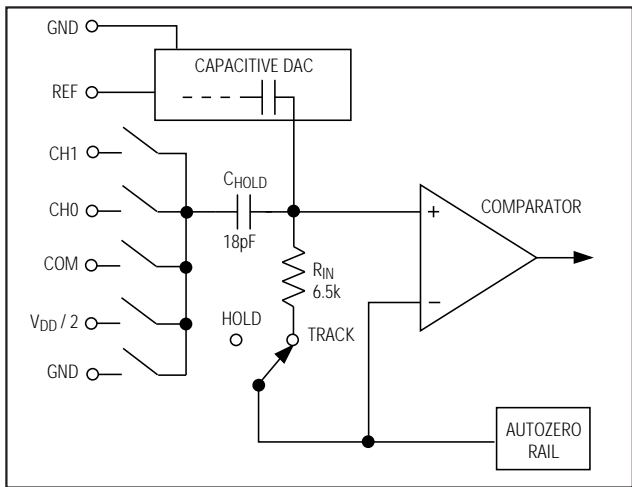 GND
CAPACITIVE DAC
REF
CH1
CHOLD
18pF
CH0
+
COMPARATOR
COM
RIN
6.5k
−
VDD / 2
HOLD
TRACK
GND
AUTOZERO
RAIL